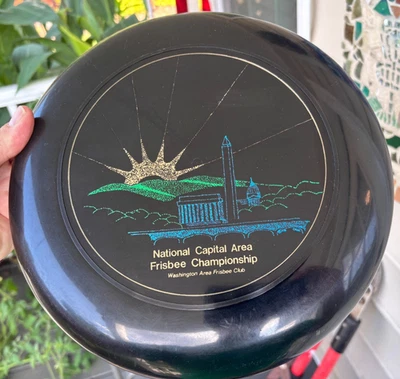 National Capital Area
Frisbee Championship
Washington Area Frisbee Club